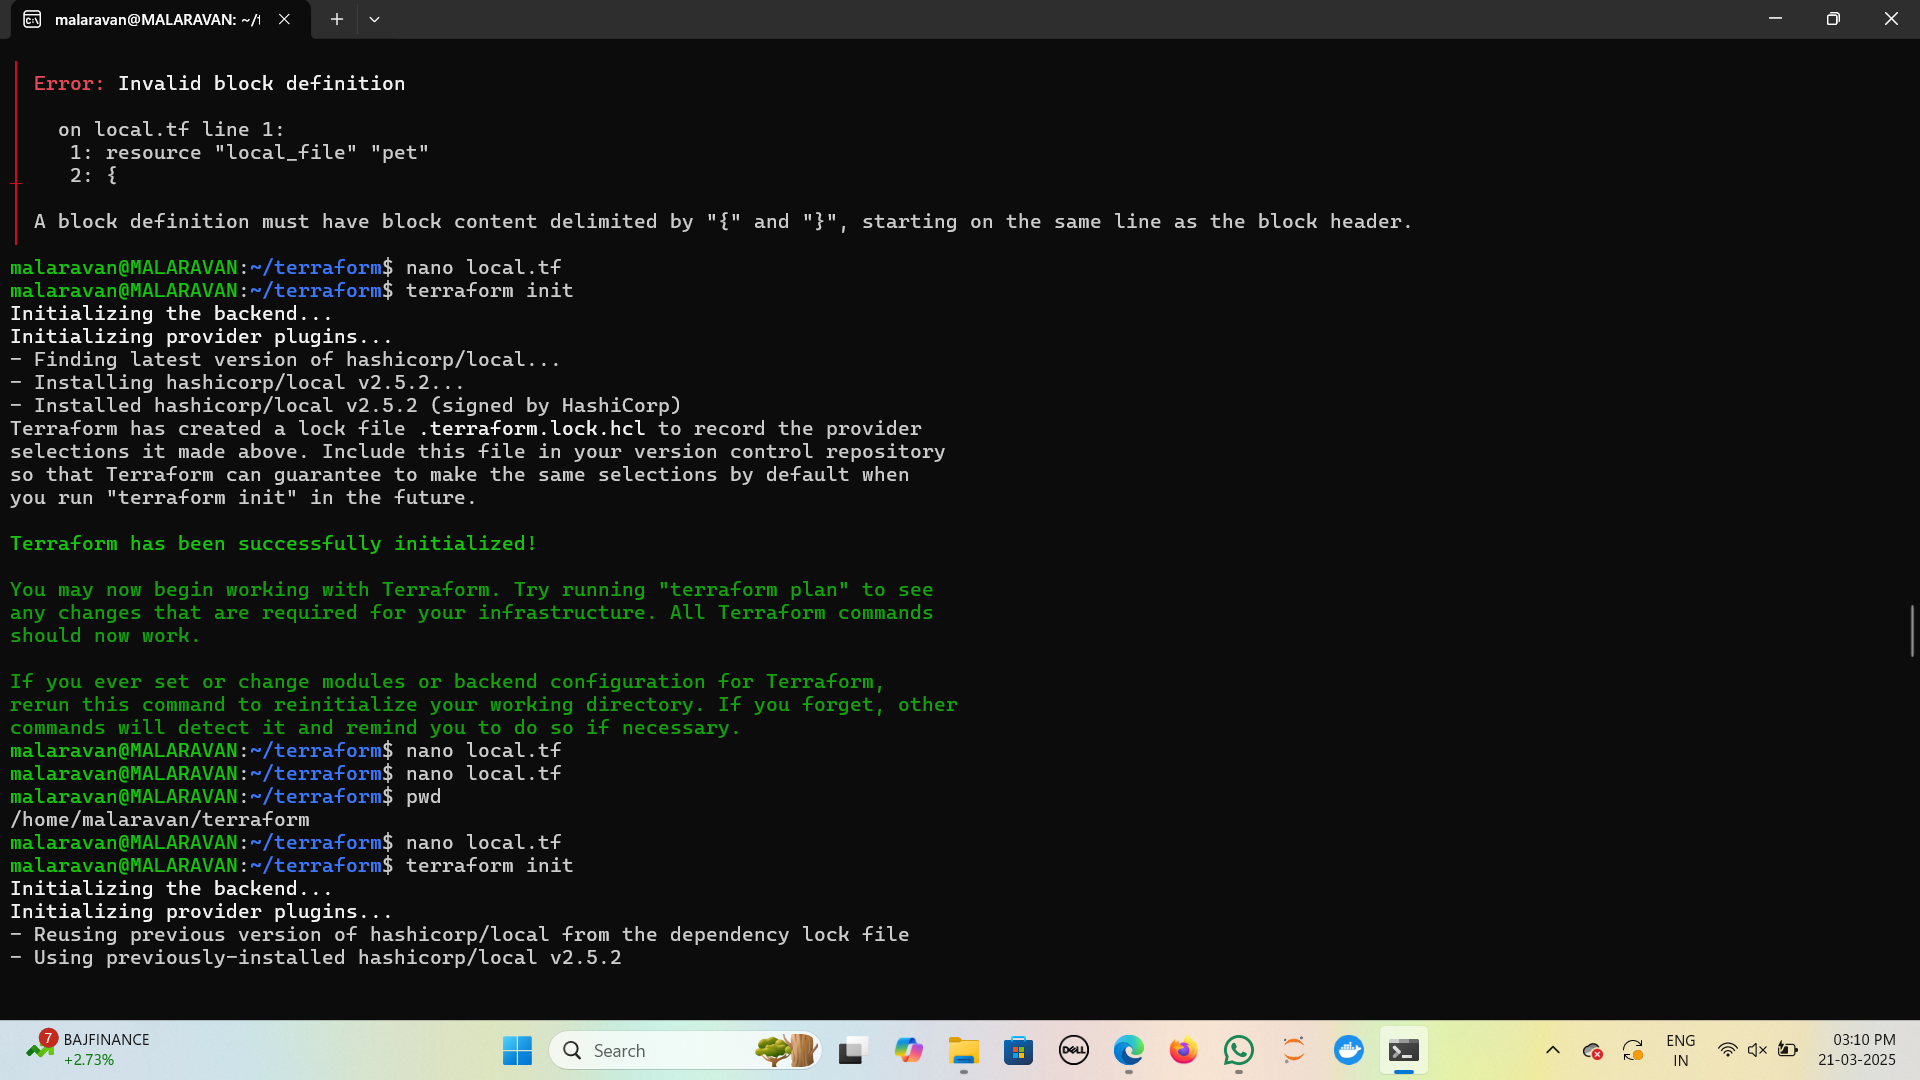 malaravan@MALARAVAN: ~/t
Error: Invalid block definition
on local.tf line 1:
1: resource "local_file" "pet"
2: {
A block definition must have block content delimited by "{" and "}", starting on the same line as the block header.
malaravan@MALARAVAN:~/terraform$ nano local.tf
malaravan@MALARAVAN:~/terraform$ terraform init
Initializing the backend...
Initializing provider plugins...
- Finding latest version of hashicorp/local...
- Installing hashicorp/local v2.5.2...
- Installed hashicorp/local v2.5.2 (signed by HashiCorp)
Terraform has created a lock file .terraform.lock.hcl to record the provider
selections it made above. Include this file in your version control repository
so that Terraform can guarantee to make the same selections by default when
you run "terraform init" in the future.
Terraform has been successfully initialized!
You may now begin working with Terraform. Try running "terraform plan" to see
any changes that are required for your infrastructure. All Terraform commands
should now work.
If you ever set or change modules or backend configuration for Terraform,
rerun this command to reinitialize your working directory. If you forget, other
commands will detect it and remind you to do so if necessary.
malaravan@MALARAVAN:~/terraform$ nano local.tf
malaravan@MALARAVAN:~/terraform$ nano local.tf
malaravan@MALARAVAN:~/terraform$ pwd
/home/malaravan/terraform
malaravan@MALARAVAN:~/terraform$ nano local.tf
malaravan@MALARAVAN:~/terraform$ terraform init
Initializing the backend...
Initializing provider plugins...
- Reusing previous version of hashicorp/local from the dependency lock file
- Using previously-installed hashicorp/local v2.5.2
7
BAJFINANCE
+2.73%
Search
DELL
ENG
IN
03:10 PM
21-03-2025